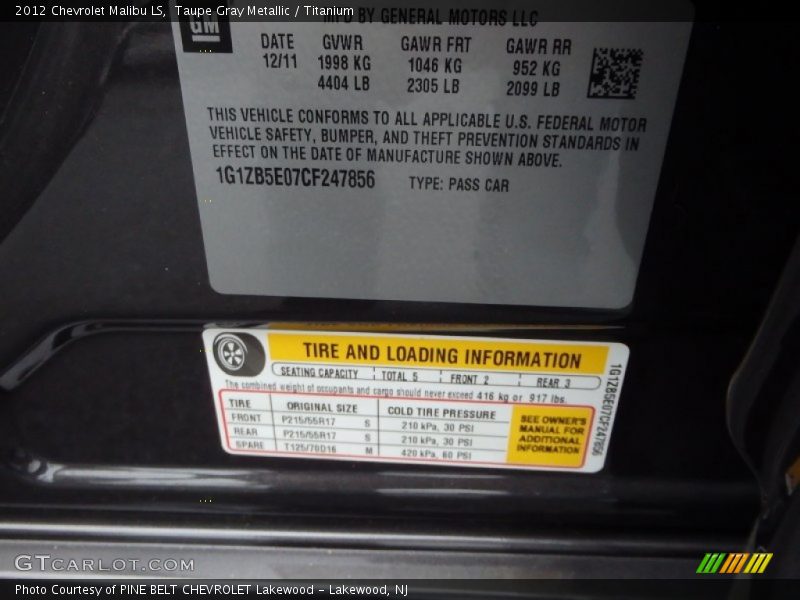 2012 Chevrolet Malibu LS, Taupe Gray Metallic / Titanium
GM
MFD BY GENERAL MOTORS LLC
DATE GVWR GAWR FRT GAWR RR
12/11 1998 KG 1046 KG 952 KG
4404 LB 2305 LB 2099 LB
THIS VEHICLE CONFORMS TO ALL APPLICABLE U.S. FEDERAL MOTOR
VEHICLE SAFETY, BUMPER, AND THEFT PREVENTION STANDARDS IN
EFFECT ON THE DATE OF MANUFACTURE SHOWN ABOVE.
1G1ZB5E07CF247856 TYPE: PASS CAR
TIRE AND LOADING INFORMATION
SEATING CAPACITY TOTAL 5 FRONT 2 REAR 3
The combined weight of occupants and cargo should never exceed 416 kg or 917 lbs.
TIRE ORIGINAL SIZE COLD TIRE PRESSURE
FRONT P215/55R17 S 210 kPa, 30 PSI
REAR P215/55R17 S 210 kPa, 30 PSI
SPARE T125/70D16 M 420 kPa, 60 PSI
SEE OWNER'S
MANUAL FOR
ADDITIONAL
INFORMATION
1G1ZB5E07CF247856
GTCARLOT.COM
Photo Courtesy of PINE BELT CHEVROLET Lakewood - Lakewood, NJ